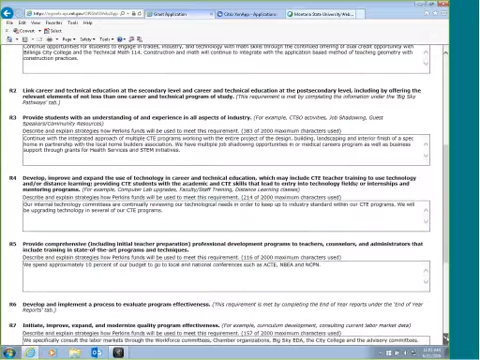 Grant Application
Citrix XenApp - Applications
Montana State University Web...
File Edit View Favorites Tools Help
Convert Select
Page Safety Tools
Continue opportunities for students to engage in trades, industry, and technology with math skills through the continued offering of dual credit opportunity with
Billings City College and the Technical Math 114. Construction and math will continue to integrate with the application based method of teaching geometry with
construction practices.
R2 Link career and technical education at the secondary level and career and technical education at the postsecondary level, including by offering the
relevant elements of not less than one career and technical program of study. (This requirement is met by completing the information under the 'Big Sky
Pathways' tab.)
R3 Provide students with an understanding of and experience in all aspects of industry. (For example, CTSO activities, Job Shadowing, Guest
Speakers/Community Resources)
Describe and explain strategies how Perkins funds will be used to meet this requirement. (383 of 2000 maximum characters used)
Continue with the integrated approach of multiple CTE programs working with the entire project of the design, building, landscaping and interior finish of a spec
home in partnership with the local home builders association. We have multiple job shadowing opportunities in or medical careers program as well as business
support through grants for Health Services and STEM initiatives.
R4 Develop, improve and expand the use of technology in career and technical education, which may include CTE teacher training to use technology
and/or distance learning; providing CTE students with the academic and CTE skills that lead to entry into technology fields; or internships and
mentoring programs. (For example, Computer Lab upgrades, Faculty/Staff Training, Distance Learning classes)
Describe and explain strategies how Perkins funds will be used to meet this requirement. (214 of 2000 maximum characters used)
Our internal technology committees are continually reviewing our technological needs in order to keep up to industry standard within our CTE programs. We will
be upgrading technology in several of our CTE programs.
R5 Provide comprehensive (including initial teacher preparation) professional development programs to teachers, counselors, and administrators that
include training in state-of-the-art programs and techniques.
Describe and explain strategies how Perkins funds will be used to meet this requirement. (116 of 2000 maximum characters used)
We spend approximately 10 percent of our budget to go to local and national conferences such as ACTE, NBEA and NCPN.
R6 Develop and implement a process to evaluate program effectiveness. (This requirement is met by completing the End of Year reports under the 'End of Year
Reports' tab.)
R7 Initiate, improve, expand, and modernize quality program effectiveness. (For example, curriculum development, consulting current labor market data)
Describe and explain strategies how Perkins funds will be used to meet this requirement. (157 of 2000 maximum characters used)
We specifically consult the labor markets through the Workforce committees, Chamber organizations, Big Sky EDA, the City College and the advisory committees.